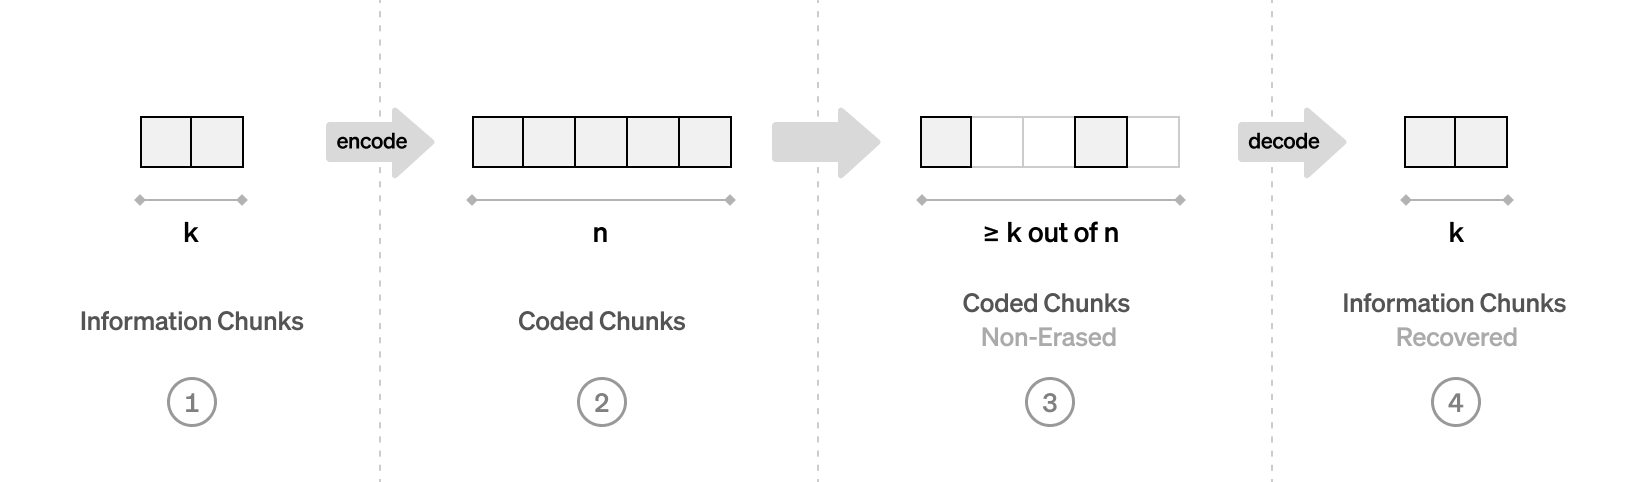 encode
decode
k
n
≥ k out of n
k
Information Chunks
Coded Chunks
Coded Chunks
Non-Erased
Information Chunks
Recovered
1
2
3
4